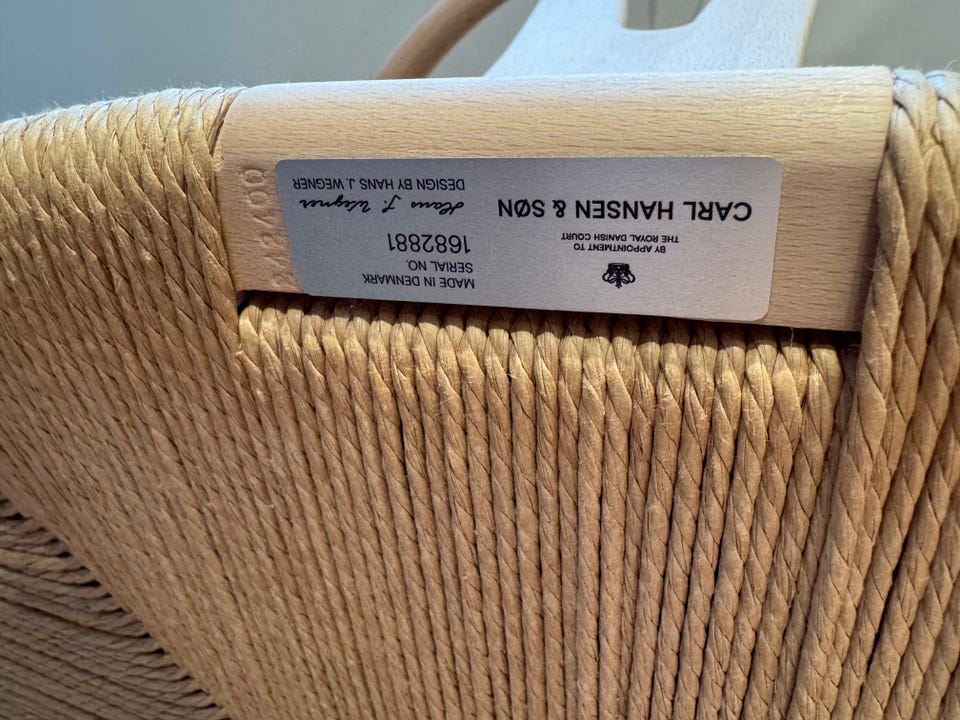 CARL HANSEN & SØN
BY APPOINTMENT TO
THE ROYAL DANISH COURT
MADE IN DENMARK
SERIAL NO.
1682881
Hans J. Wegner
DESIGN BY HANS J. WEGNER